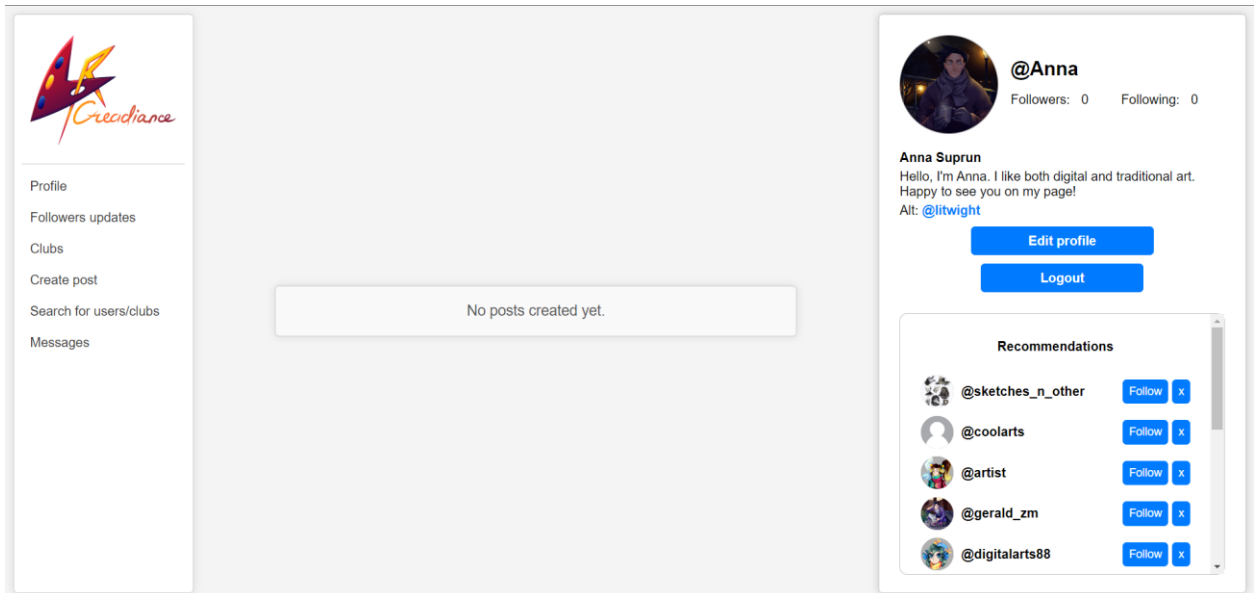 Creadiance
Profile
Followers updates
Clubs
Create post
Search for users/clubs
Messages
No posts created yet.
@Anna
Followers: 0 Following: 0
Anna Suprun
Hello, I'm Anna. I like both digital and traditional art.
Happy to see you on my page!
Alt: @litwight
Edit profile
Logout
Recommendations
@sketches_n_other Follow x
@coolarts Follow x
@artist Follow x
@gerald_zm Follow x
@digitalarts88 Follow x